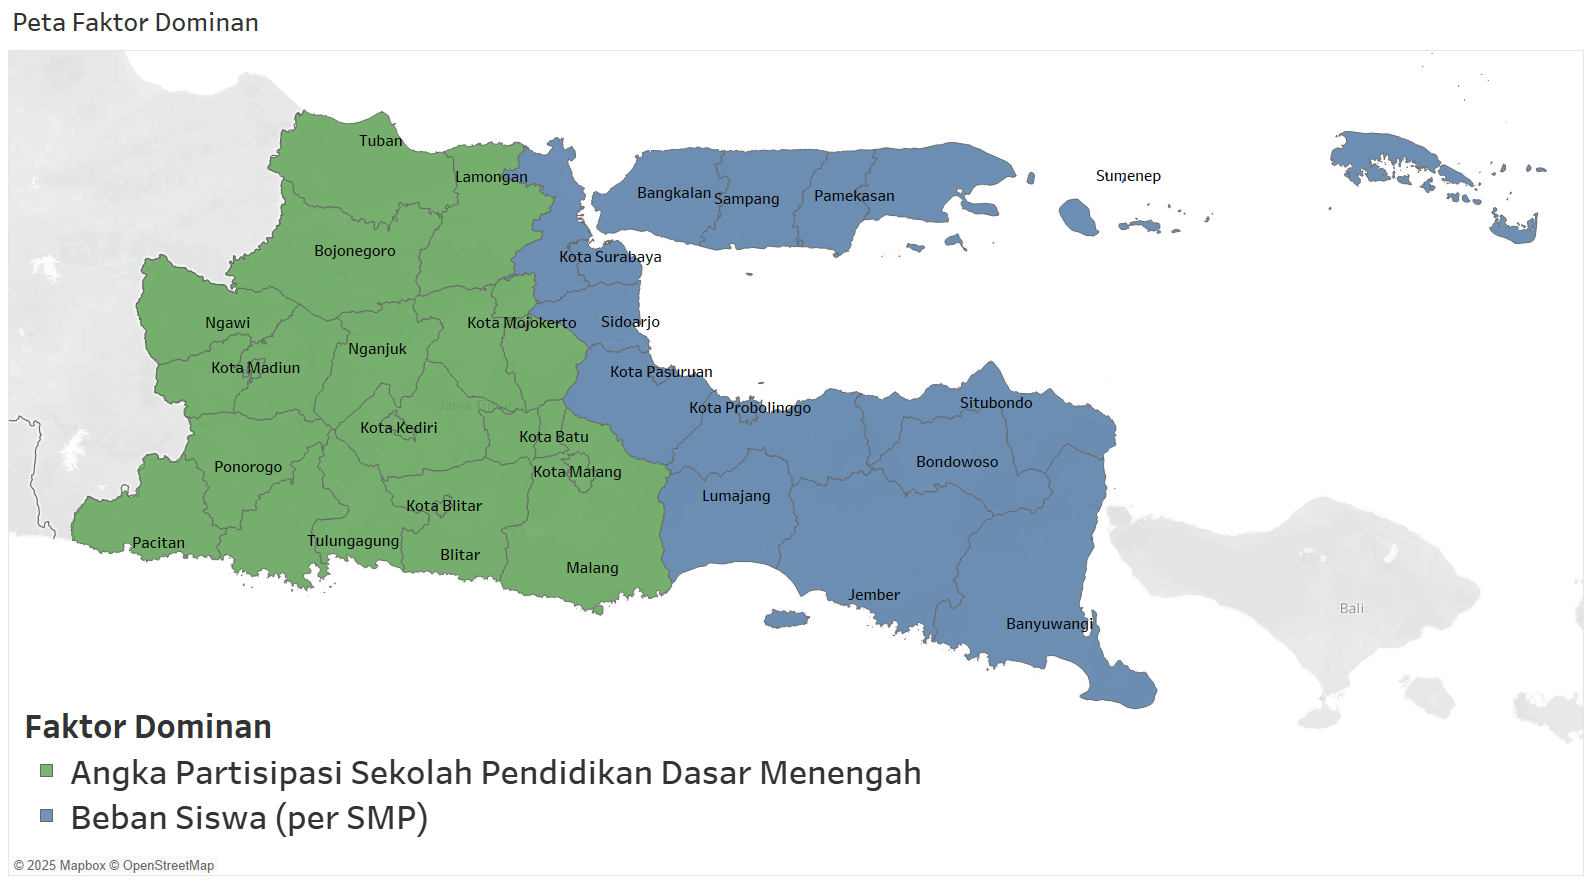 Peta Faktor Dominan
Tuban
Lamongan
Bangkalan
Sampang
Pamekasan
Sumenep
Bojonegoro
Kota Surabaya
Ngawi
Kota Mojokerto
Sidoarjo
Nganjuk
Kota Madiun
Kota Pasuruan
Jawa Timur
Kota Probolinggo
Situbondo
Kota Kediri
Kota Batu
Ponorogo
Kota Malang
Bondowoso
Lumajang
Kota Blitar
Pacitan
Tulungagung
Blitar
Malang
Jember
Banyuwangi
Bali
Faktor Dominan
Angka Partisipasi Sekolah Pendidikan Dasar Menengah
Beban Siswa (per SMP)
© 2025 Mapbox © OpenStreetMap